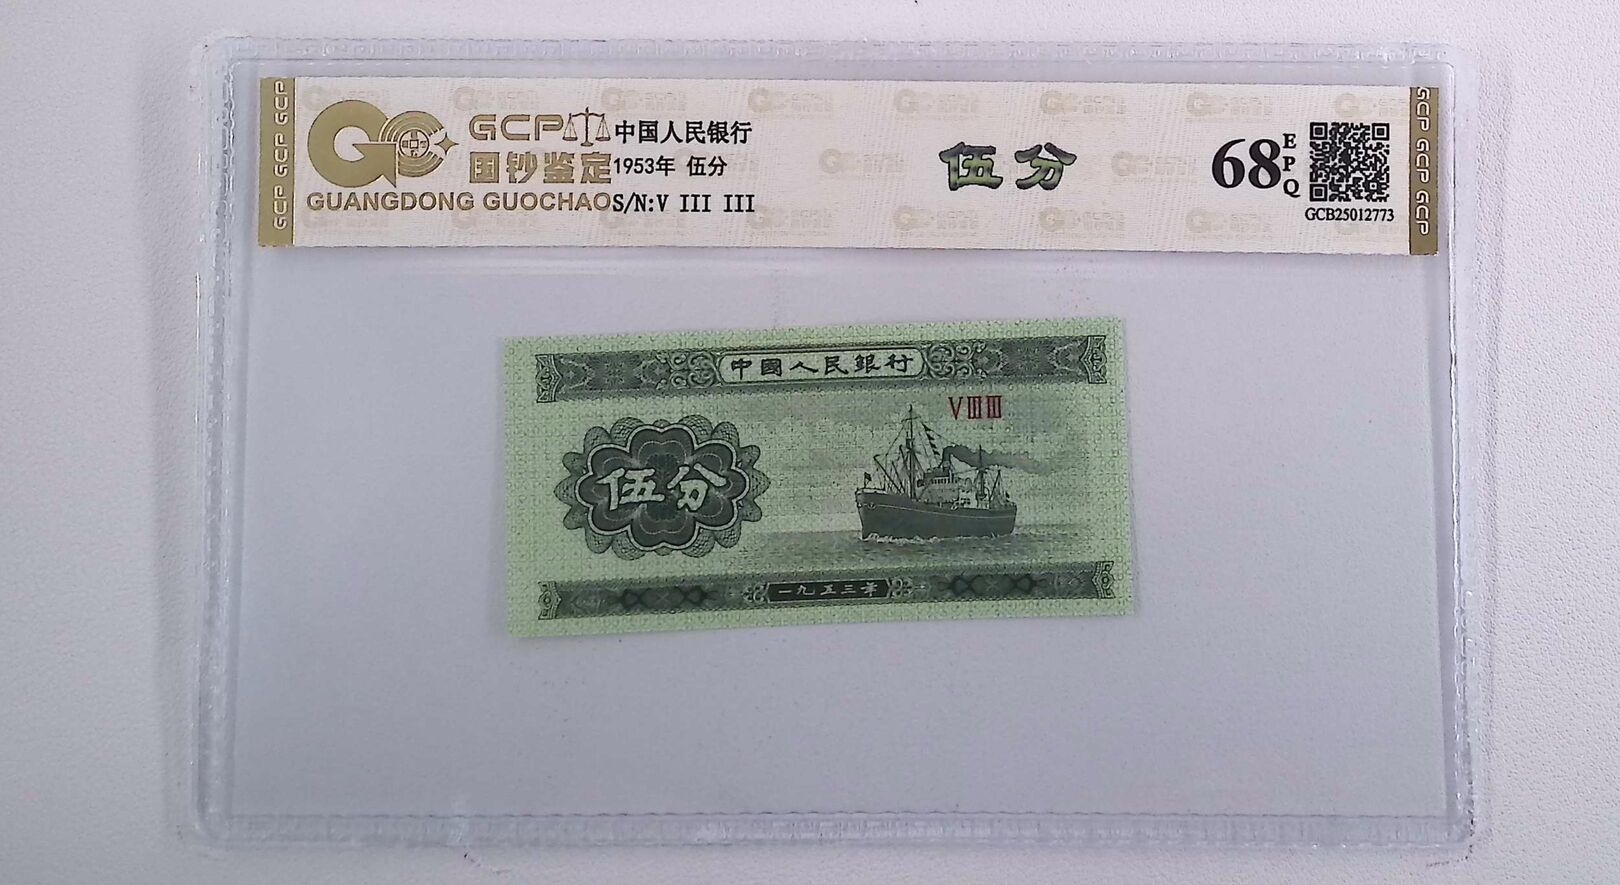 GCP GCP GCP
GCP
国钞鉴定
GUANGDONG GUOCHAO
中国人民银行
1953年 伍分
S/N:V III III
伍分
68 EPQ
GCB25012773
GCP GCP GCP
中國人民銀行
VⅢⅢ
伍分
一九五三年